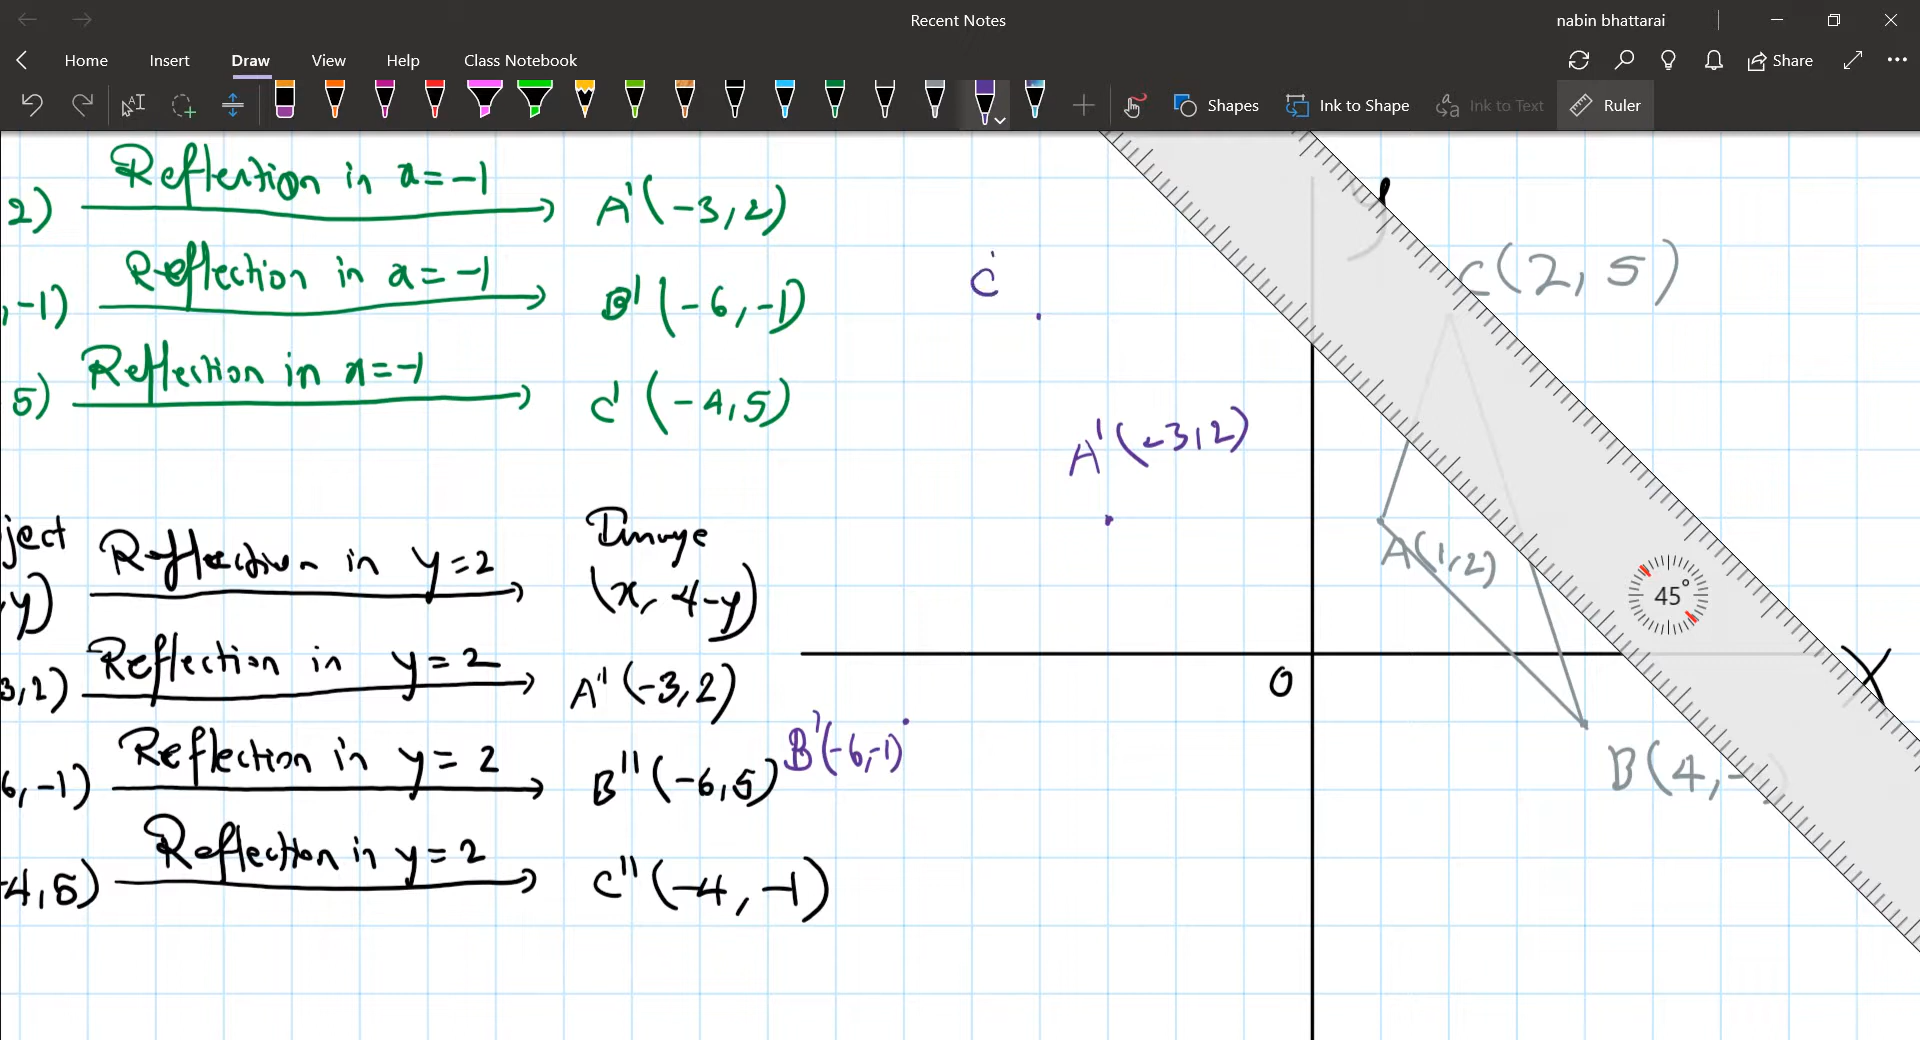 Recent Notes
nabin bhattarai
Home Insert Draw View Help Class Notebook
Share
Shapes Ink to Shape Ink to Text Ruler
2) Reflection in x=-1 A'(-3,2)
,-1) Reflection in x=-1 B'(-6,-1)
5) Reflection in x=-1 C'(-4,5)
ject Reflection in y=2 Image
,y) (x, 4-y)
3,2) Reflection in y=2 A''(-3,2)
6,-1) Reflection in y=2 B''(-6,5)
-4,5) Reflection in y=2 C''(-4,-1)
C'
C(2,5)
A'(-3,2)
A(1,2)
45°
O
X
B'(-6,-1)
B(4,-